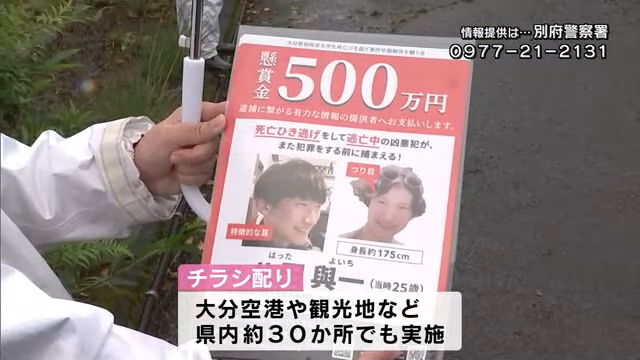 情報提供は…別府警察署
0977-21-2131
懸賞金500万円
逮捕に繋がる有力な情報の提供者へお支払いします。
死亡ひき逃げをして逃亡中の凶悪犯が、
また犯罪をする前に捕まえる！
つり目
特徴的な耳
身長約175cm
はった よいち
與一（当時25歳）
チラシ配り
大分空港や観光地など
県内約30か所でも実施